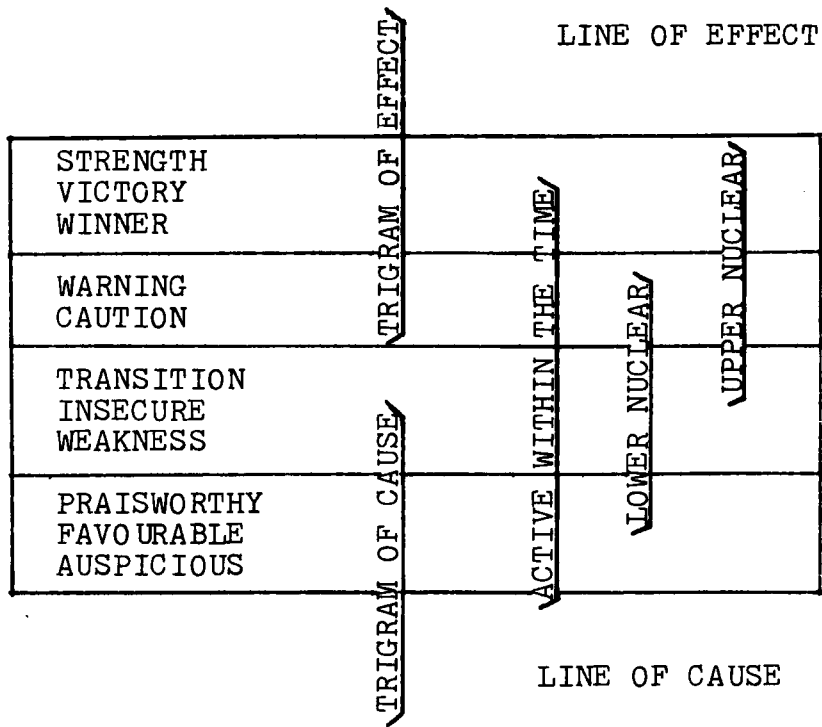 LINE OF EFFECT
TRIGRAM OF EFFECT
STRENGTH
VICTORY
WINNER
WARNING
CAUTION
TRANSITION
INSECURE
WEAKNESS
PRAISWORTHY
FAVOURABLE
AUSPICIOUS
TRIGRAM OF CAUSE
ACTIVE WITHIN THE TIME
LOWER NUCLEAR
UPPER NUCLEAR
LINE OF CAUSE